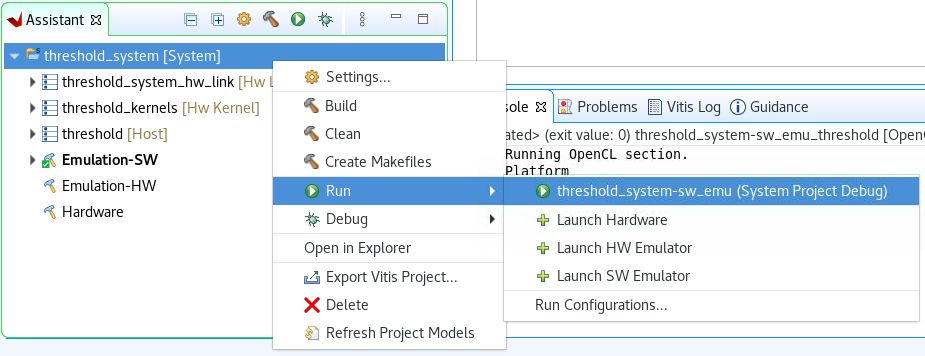 Assistant
threshold_system [System]
threshold_system_hw_link [Hw L
threshold_kernels [Hw Kernel]
threshold [Host]
Emulation-SW
Emulation-HW
Hardware
Settings...
Build
Clean
Create Makefiles
Run
Debug
Open in Explorer
Export Vitis Project...
Delete
Refresh Project Models
sole
Problems
Vitis Log
Guidance
ated> (exit value: 0) threshold_system-sw_emu_threshold [OpenC
Running OpenCL section.
Platform
threshold_system-sw_emu (System Project Debug)
Launch Hardware
Launch HW Emulator
Launch SW Emulator
Run Configurations...